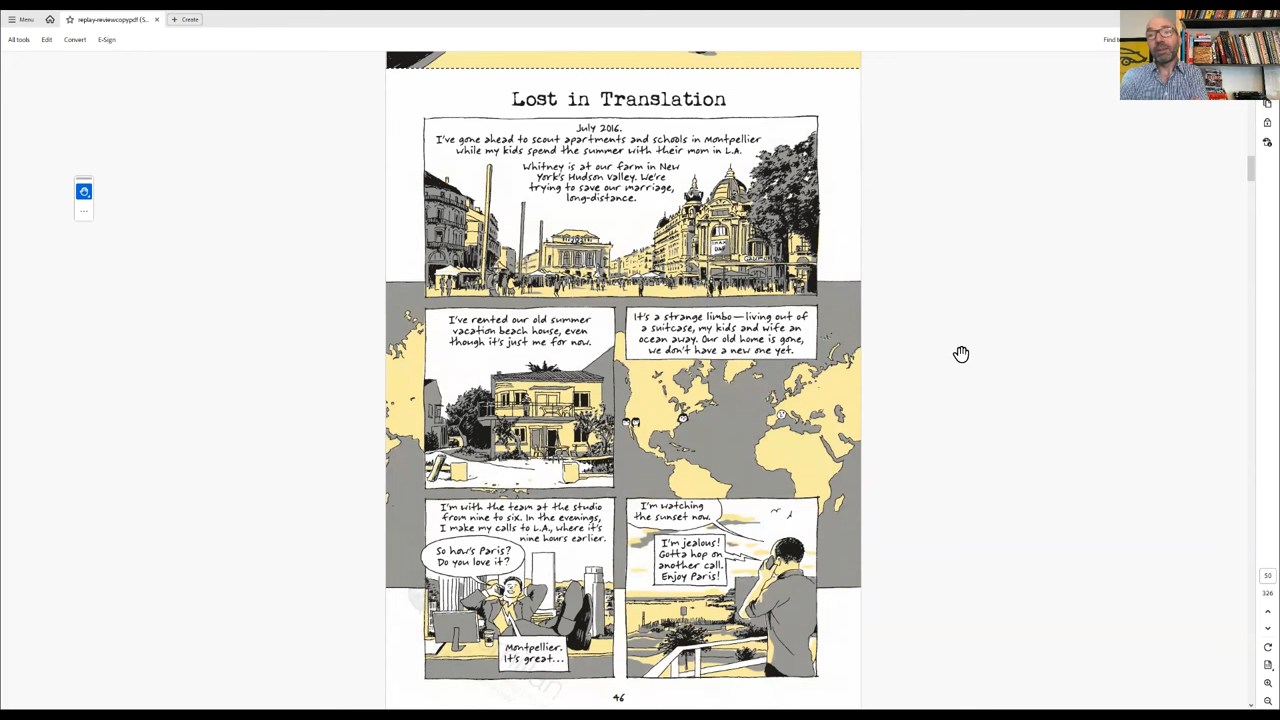 Menu
replay-reviewcopypdf (S...
Create
All tools
Edit
Convert
E-Sign
Lost in Translation
July 2016.
I've gone ahead to scout apartments and schools in Montpellier
while my kids spend the summer with their mom in L.A.
Whitney is at our farm in New
York's Hudson Valley. We're
trying to save our marriage,
long-distance.
I've rented our old summer
vacation beach house, even
though it's just me for now.
It's a strange limbo—living out of
a suitcase, my kids and wife an
ocean away. Our old home is gone,
we don't have a new one yet.
I'm with the team at the studio
from nine to six. In the evenings,
I make my calls to L.A., where it's
nine hours earlier.
So how's Paris?
Do you love it?
Montpellier.
It's great...
I'm watching
the sunset now.
I'm jealous!
Gotta hop on
another call.
Enjoy Paris!
46
50
326